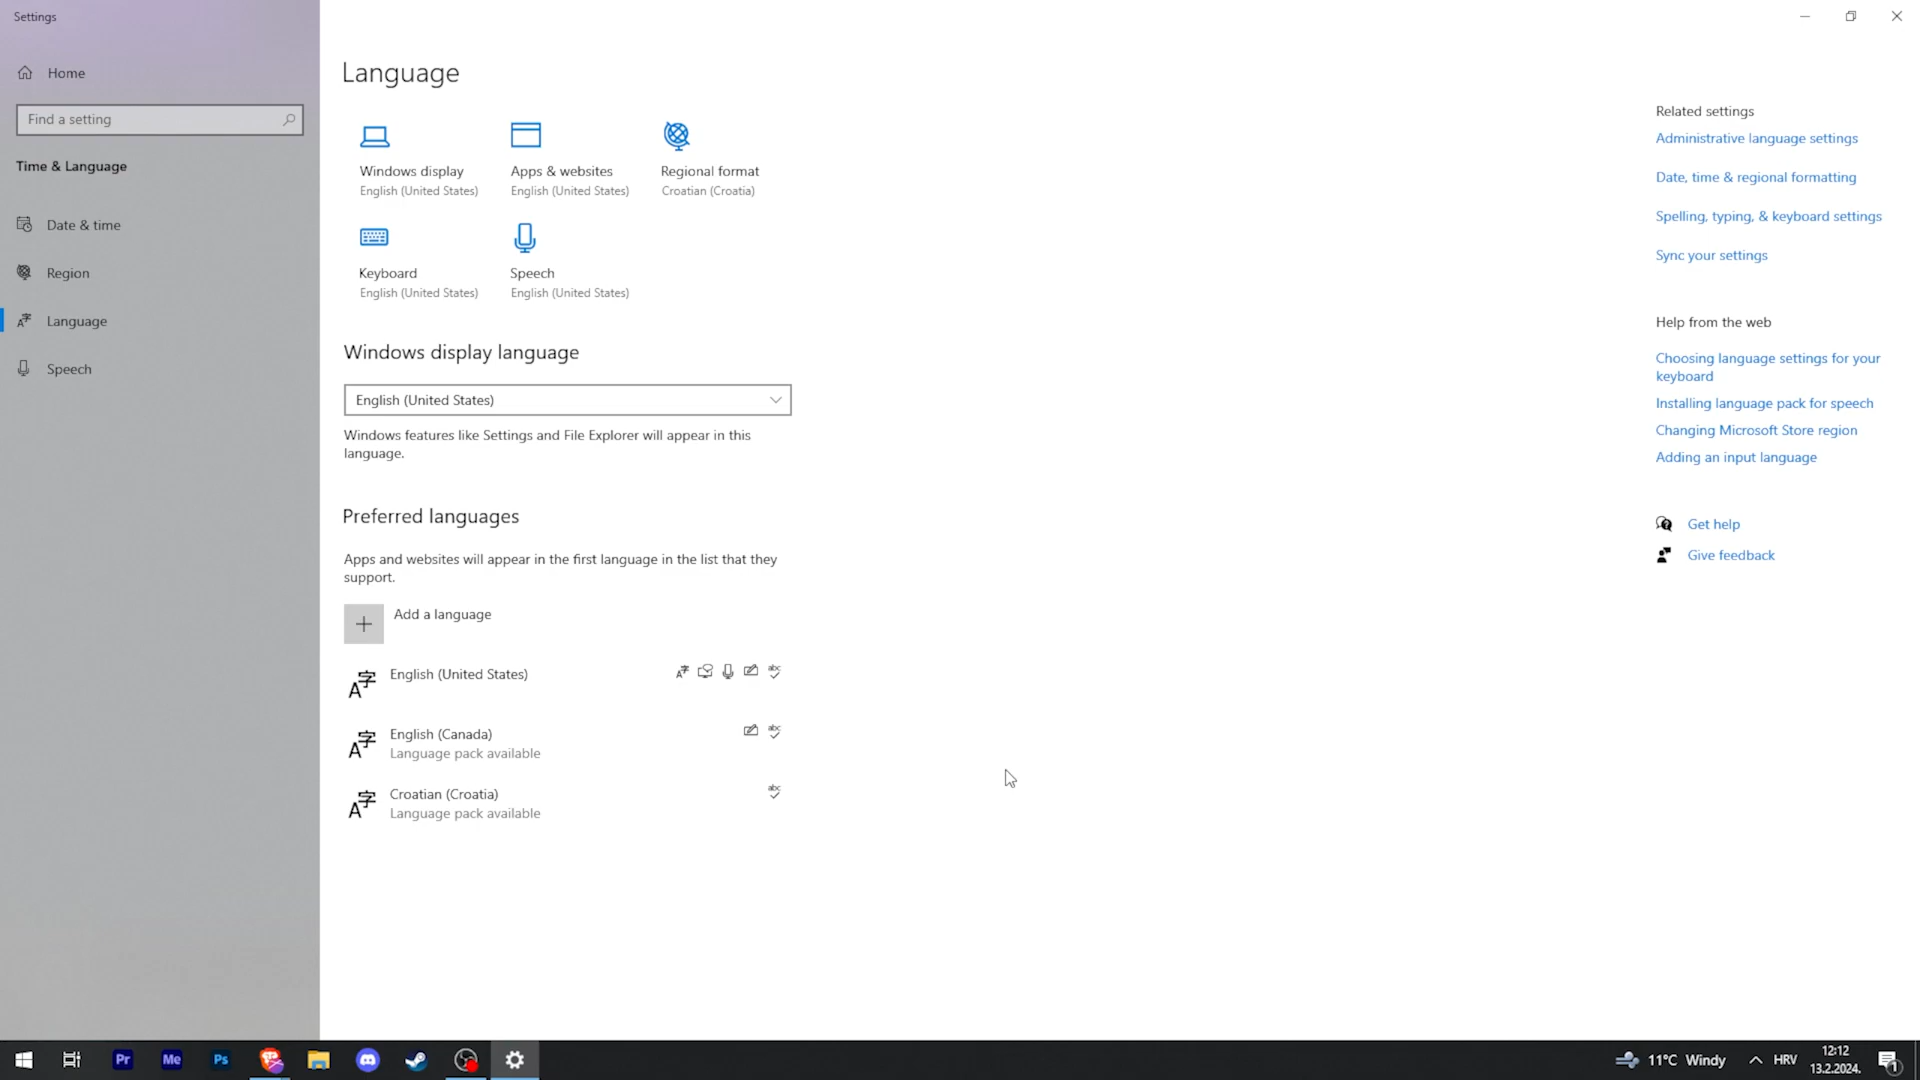 Settings
Home
Find a setting
Time & Language
Date & time
Region
Language
Speech
Language
Windows display
English (United States)
Apps & websites
English (United States)
Regional format
Croatian (Croatia)
Keyboard
English (United States)
Speech
English (United States)
Windows display language
English (United States)
Windows features like Settings and File Explorer will appear in this
language.
Preferred languages
Apps and websites will appear in the first language in the list that they
support.
Add a language
English (United States)
English (Canada)
Language pack available
Croatian (Croatia)
Language pack available
Related settings
Administrative language settings
Date, time & regional formatting
Spelling, typing, & keyboard settings
Sync your settings
Help from the web
Choosing language settings for your
keyboard
Installing language pack for speech
Changing Microsoft Store region
Adding an input language
Get help
Give feedback
Pr
Me
Ps
11°C Windy
HRV
12:12
13.2.2024.
1